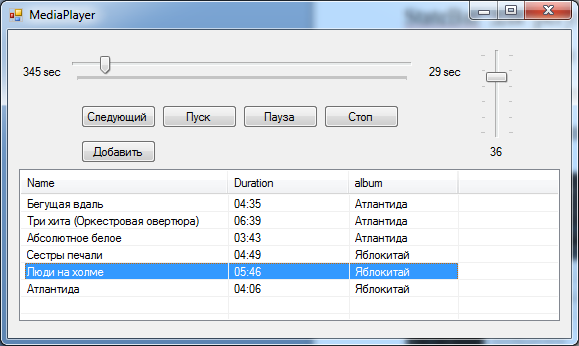 MediaPlayer
345 sec 29 sec
Следующий Пуск Пауза Стоп
Добавить 36
Name Duration album
Бегущая вдаль 04:35 Атлантида
Три хита (Оркестровая овертюра) 06:39 Атлантида
Абсолютное белое 03:43 Атлантида
Сестры печали 04:49 Яблокитай
Люди на холме 05:46 Яблокитай
Атлантида 04:06 Яблокитай